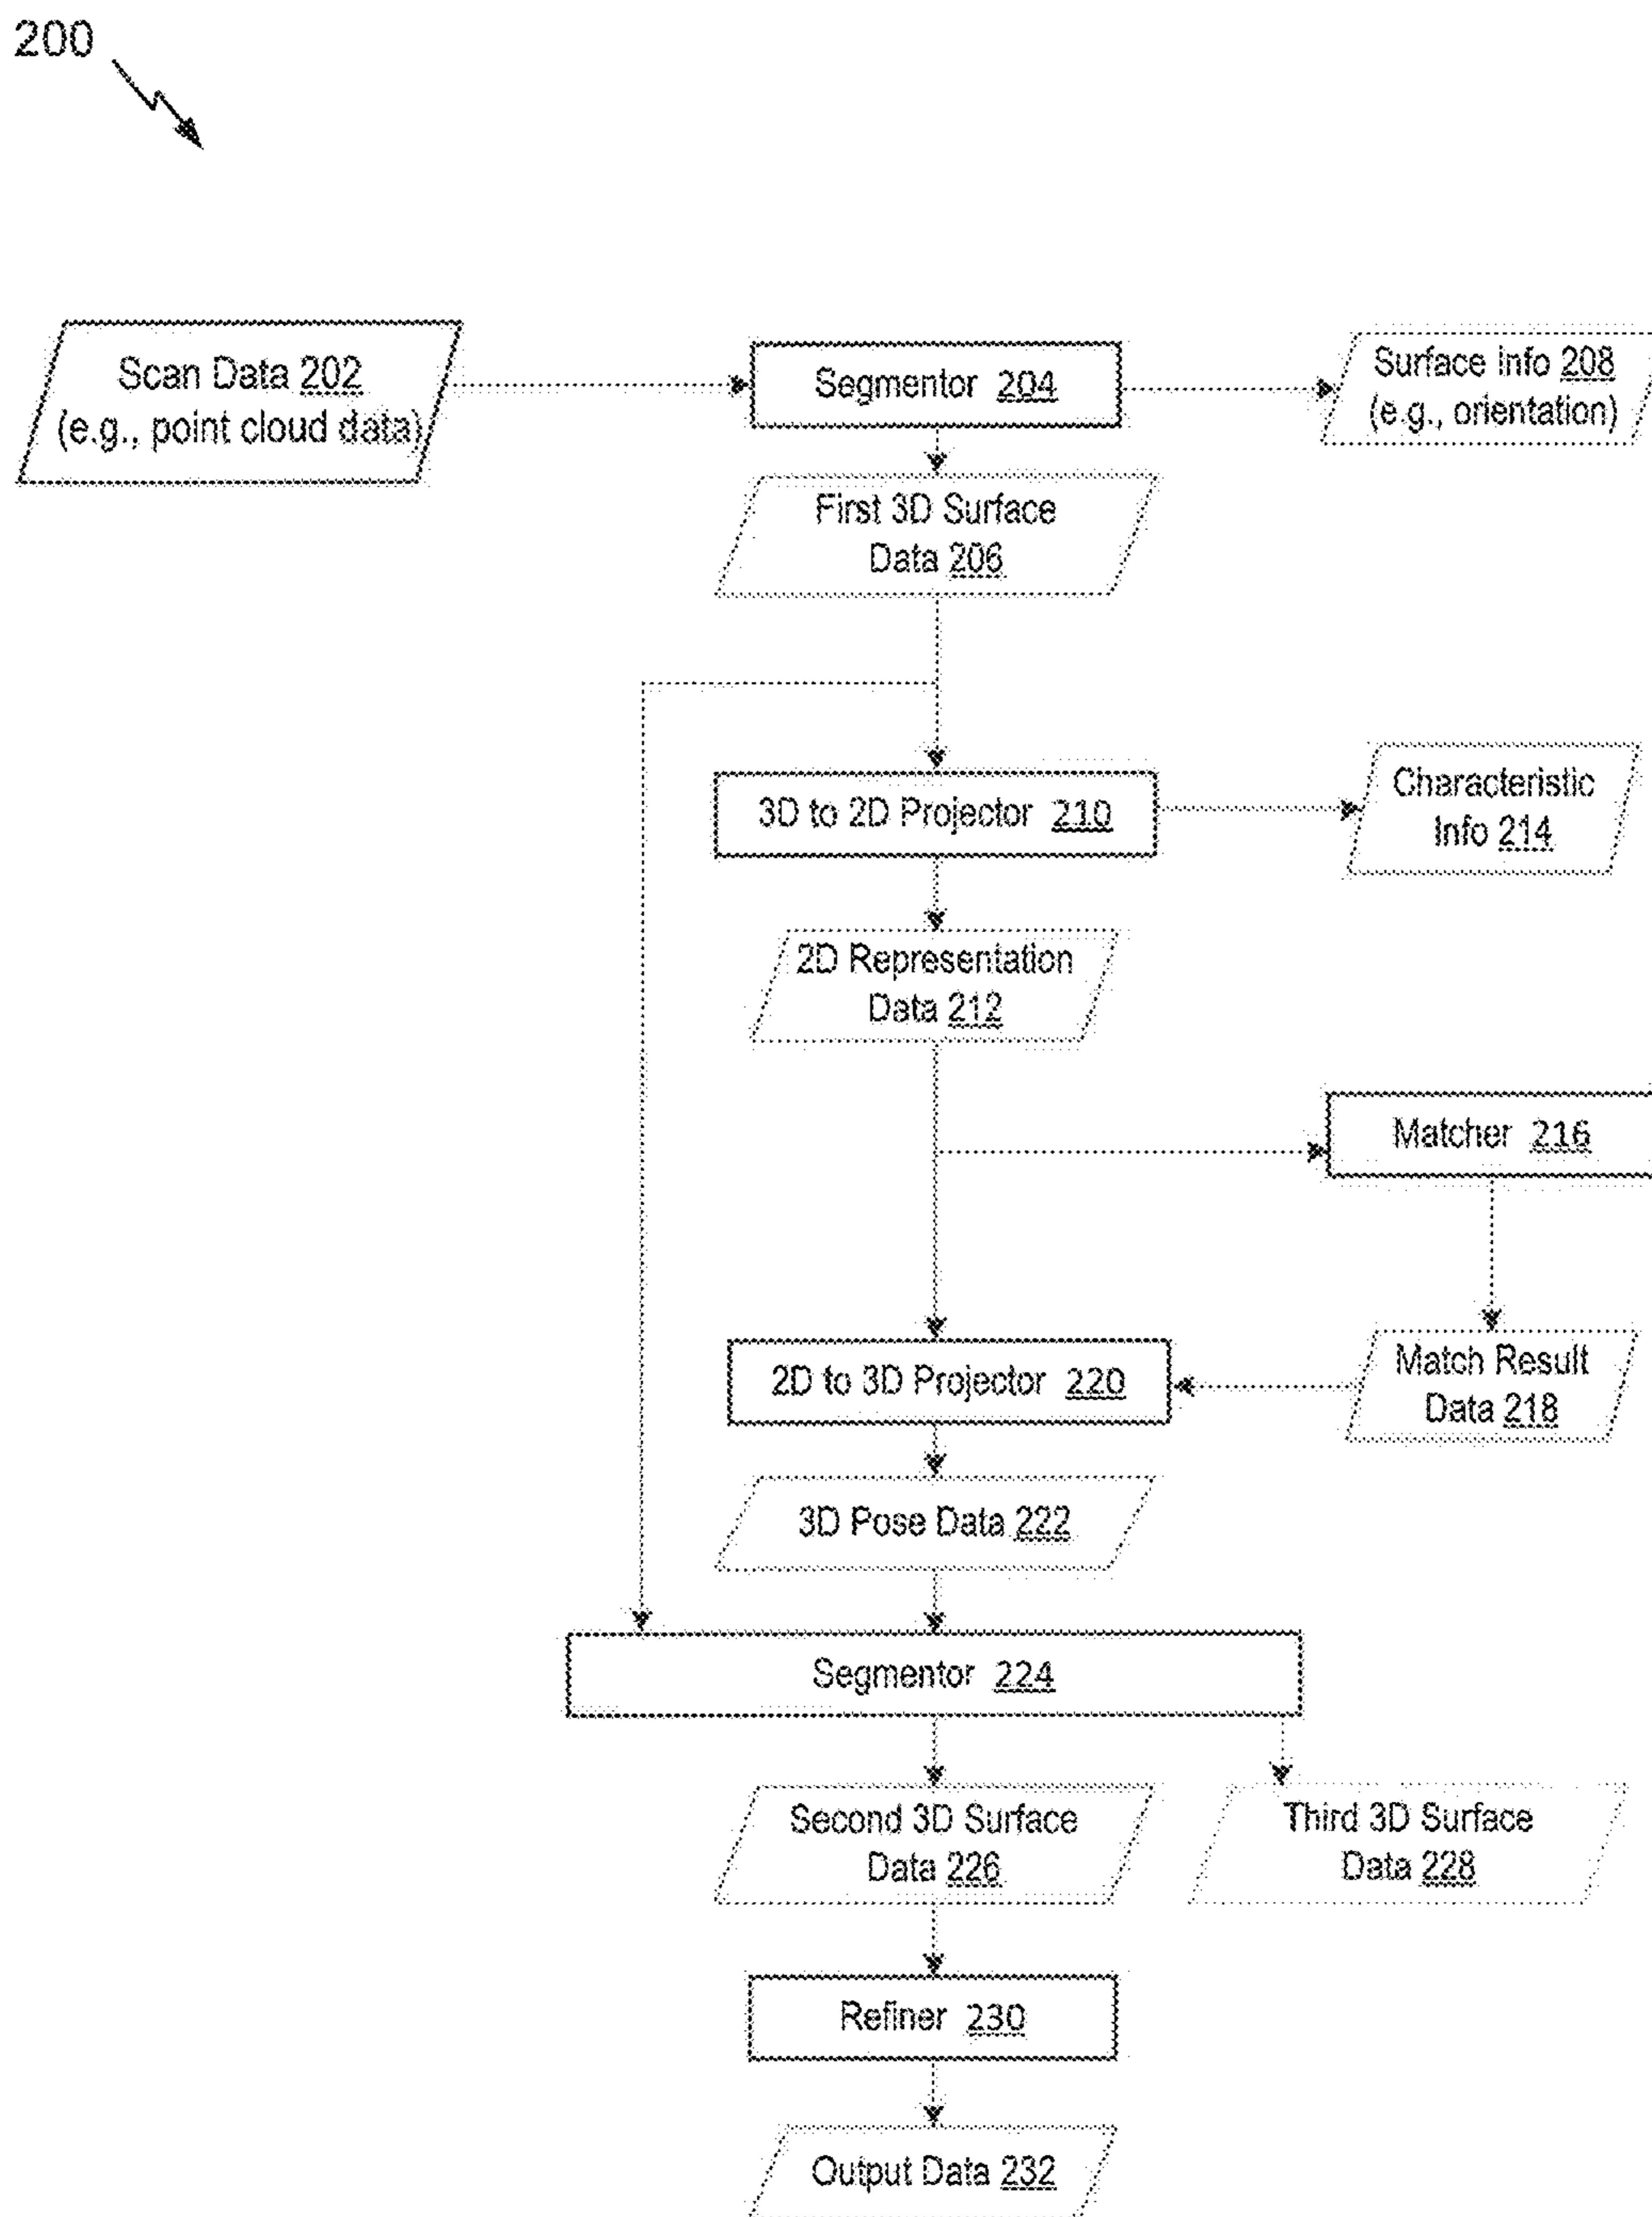 200
Scan Data 202
(e.g., point cloud data)
Segmentor 204
Surface Info 208
(e.g., orientation)
First 3D Surface
Data 206
3D to 2D Projector 210
Characteristic
Info 214
2D Representation
Data 212
Matcher 216
2D to 3D Projector 220
Match Result
Data 218
3D Pose Data 222
Segmentor 224
Second 3D Surface
Data 226
Third 3D Surface
Data 228
Refiner 230
Output Data 232